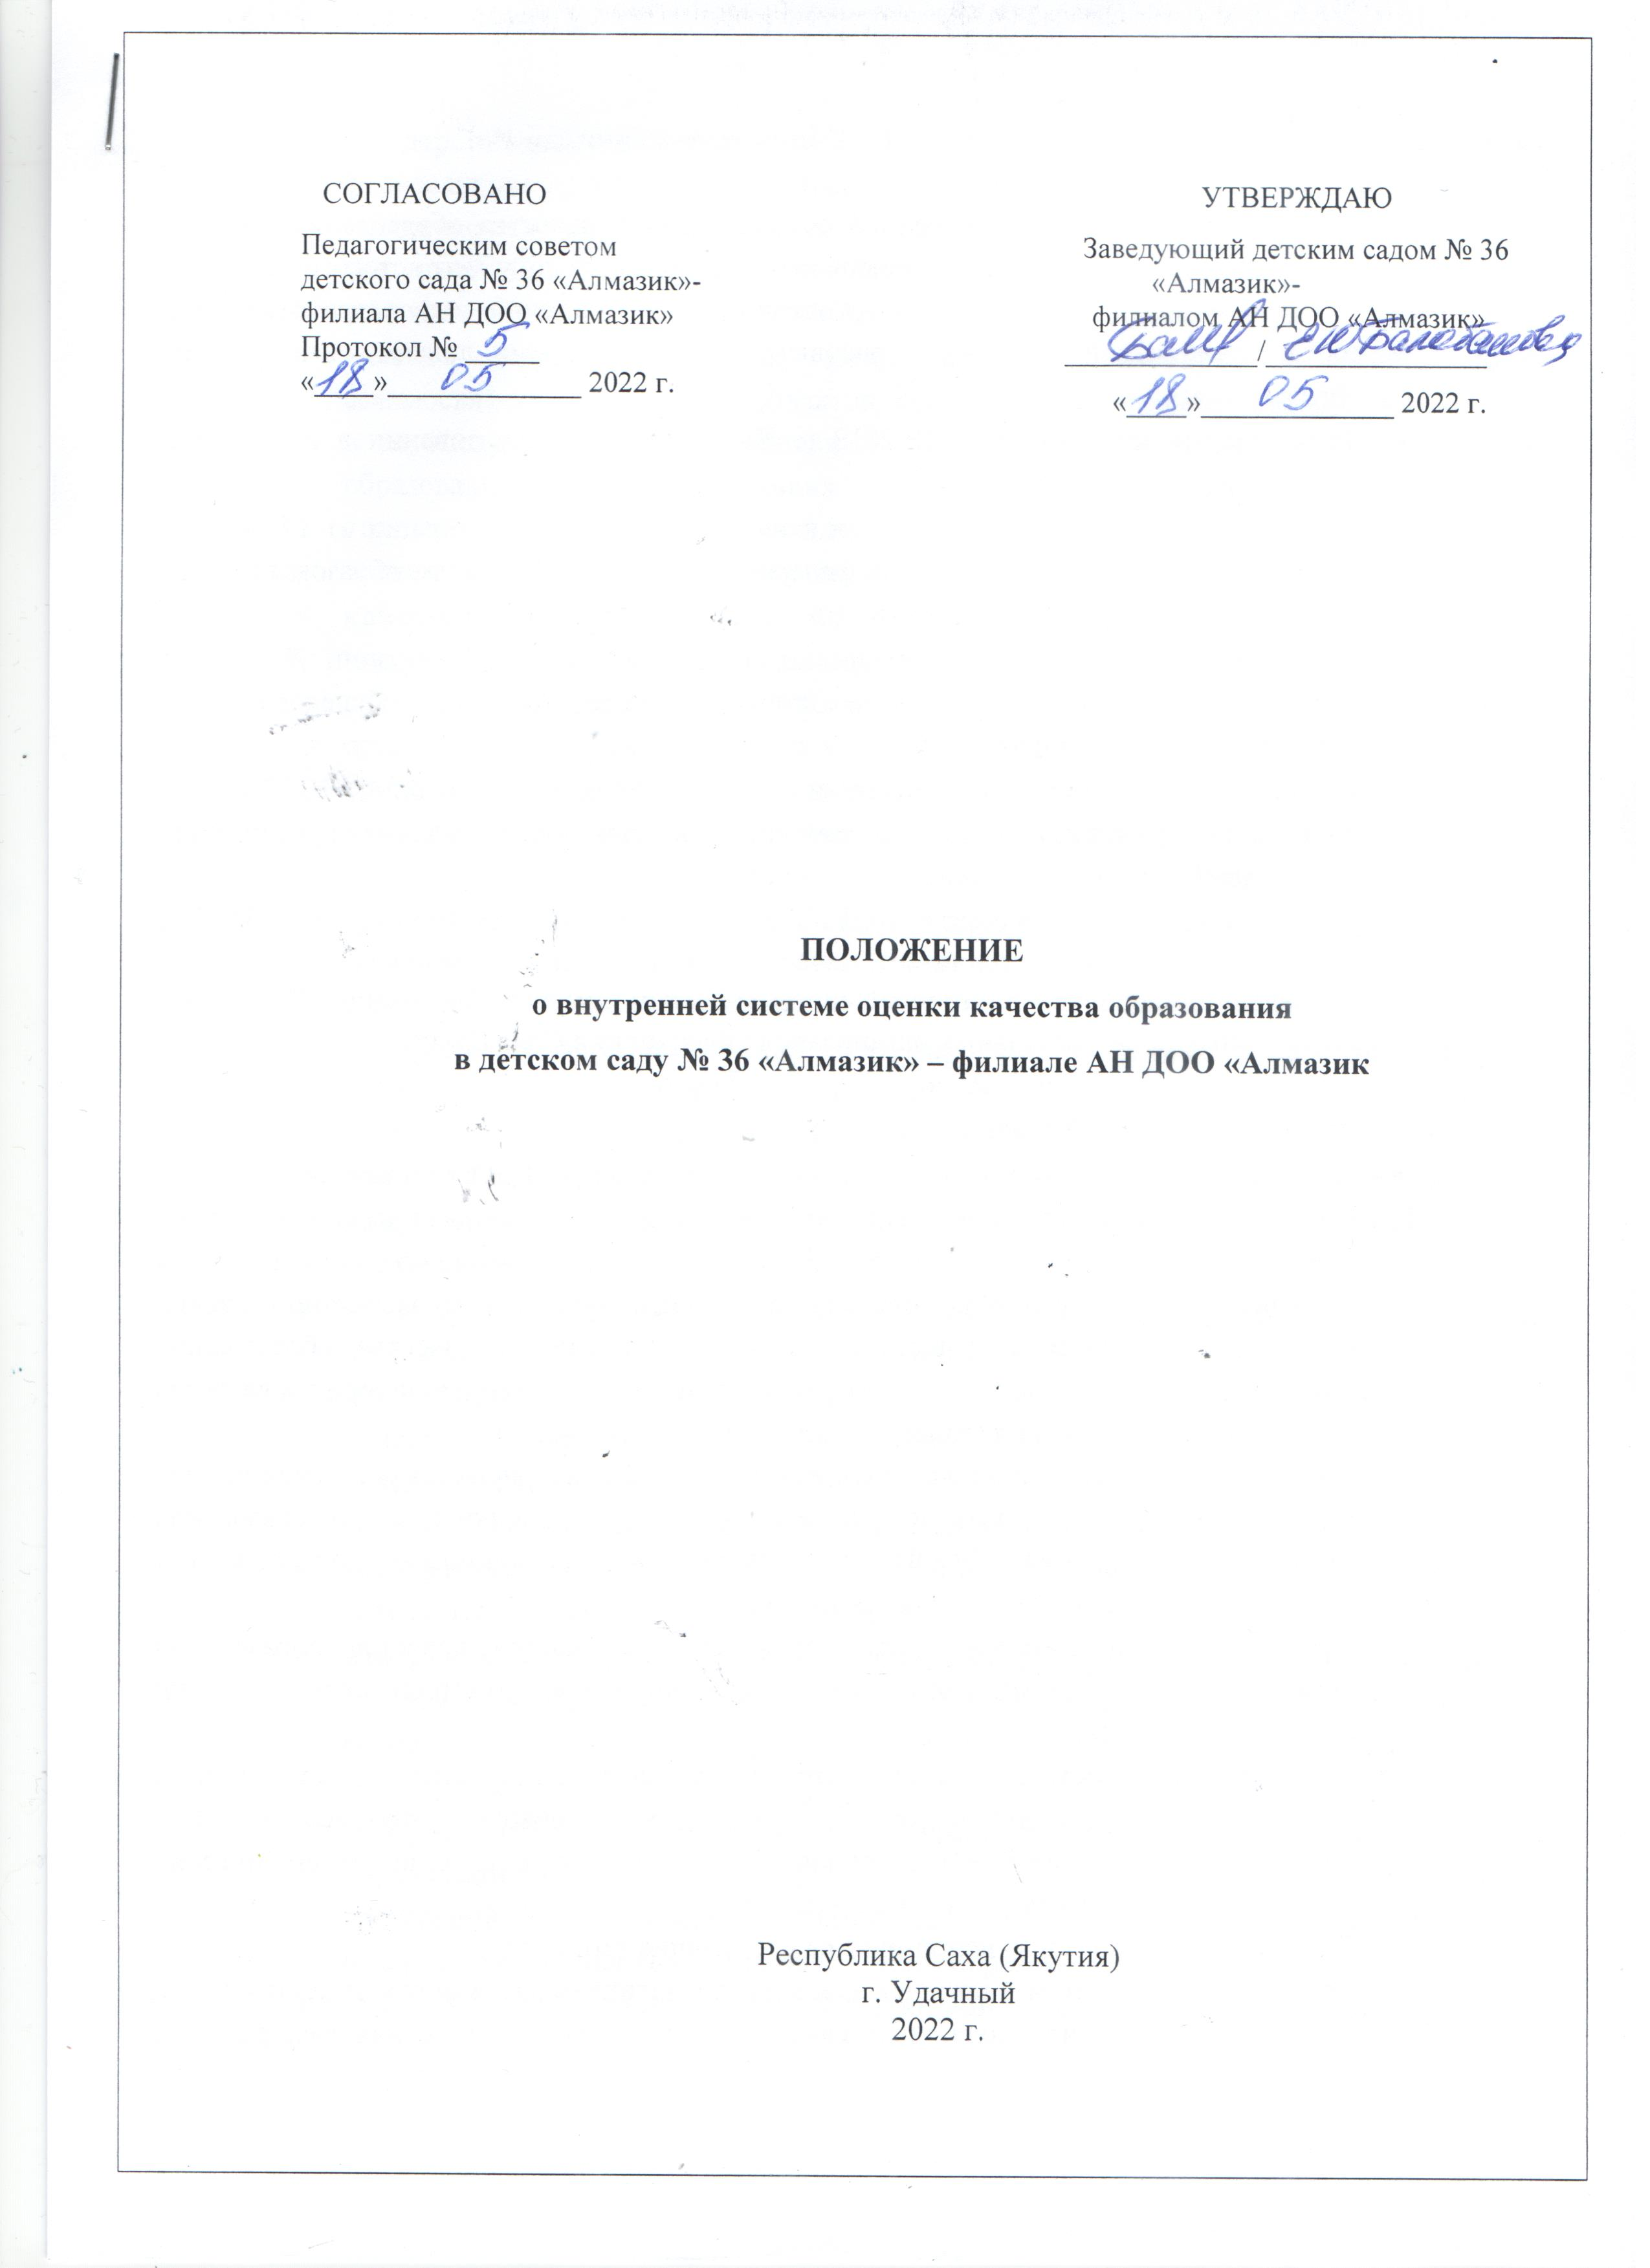 СОГЛАСОВАНО
Педагогическим советом
детского сада № 36 «Алмазик»-
филиала АН ДОО «Алмазик»
Протокол № 5
«18» 05 2022 г.
УТВЕРЖДАЮ
Заведующий детским садом № 36
«Алмазик»-
филиалом АН ДОО «Алмазик»
/
«18» 05 2022 г.
ПОЛОЖЕНИЕ
о внутренней системе оценки качества образования
в детском саду № 36 «Алмазик» – филиале АН ДОО «Алмазик
Республика Саха (Якутия)
г. Удачный
2022 г.